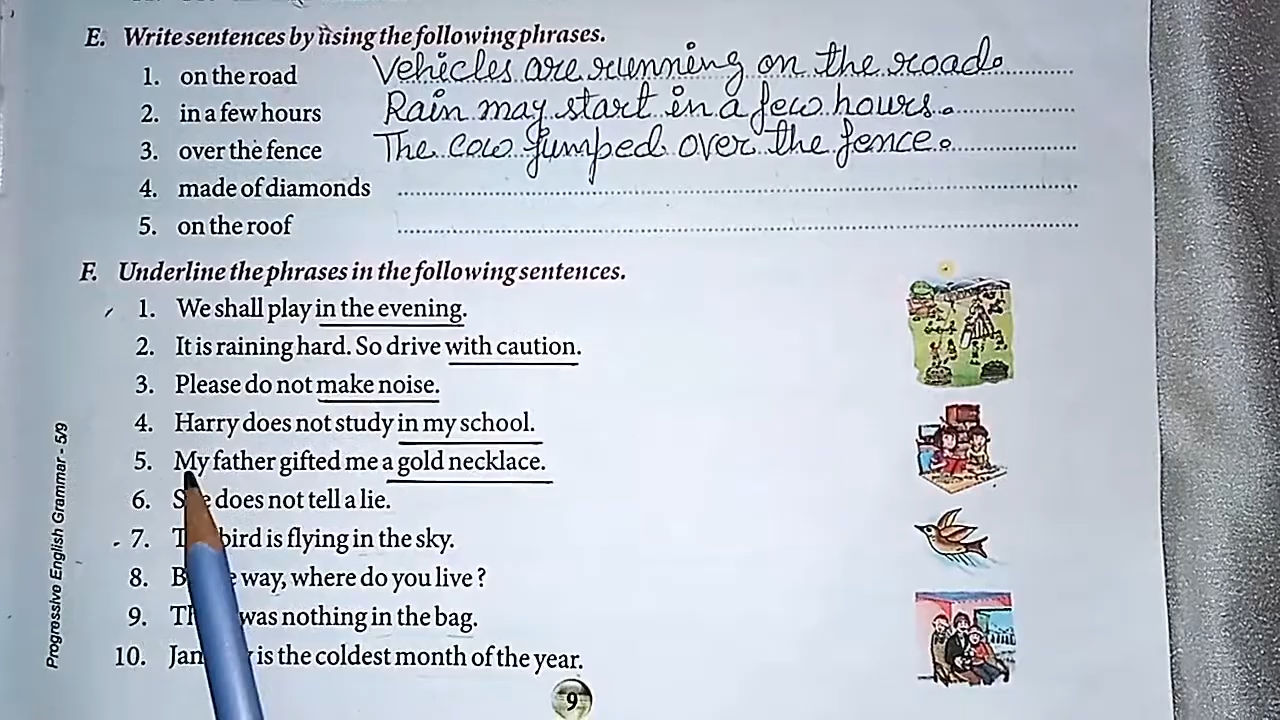 E. Write sentences by using the following phrases.
1. on the road Vehicles are running on the road.
2. in a few hours Rain may start in a few hours.
3. over the fence The cow jumped over the fence.
4. made of diamonds
5. on the roof
F. Underline the phrases in the following sentences.
1. We shall play in the evening.
2. It is raining hard. So drive with caution.
3. Please do not make noise.
4. Harry does not study in my school.
5. My father gifted me a gold necklace.
6. does not tell a lie.
7. bird is flying in the sky.
8. way, where do you live ?
9. was nothing in the bag.
10. is the coldest month of the year.
Progressive English Grammar - 5/9
9